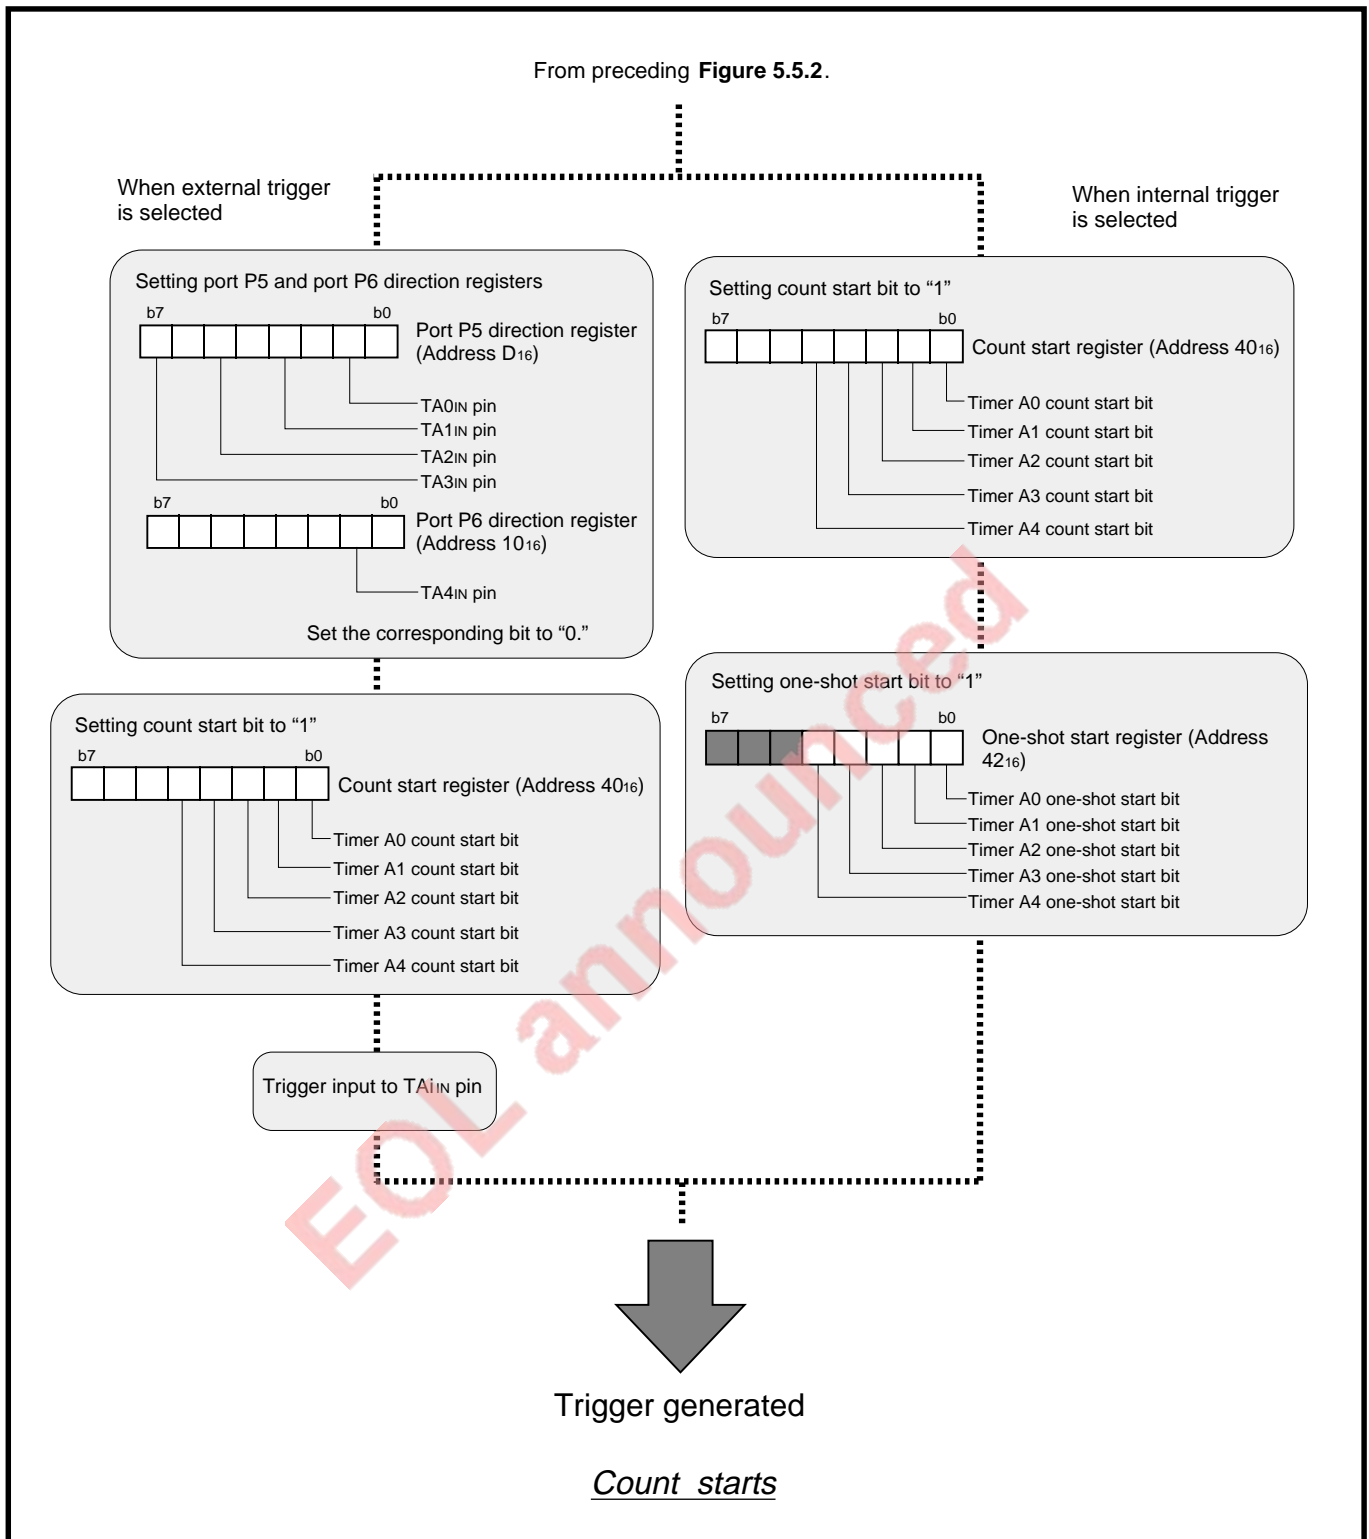 From preceding Figure 5.5.2.
When external trigger
is selected
When internal trigger
is selected
Setting port P5 and port P6 direction registers
b7 b0
Port P5 direction register
(Address D16)
TA0IN pin
TA1IN pin
TA2IN pin
TA3IN pin
b7 b0
Port P6 direction register
(Address 1016)
TA4IN pin
Set the corresponding bit to “0.”
Setting count start bit to “1”
b7 b0
Count start register (Address 4016)
Timer A0 count start bit
Timer A1 count start bit
Timer A2 count start bit
Timer A3 count start bit
Timer A4 count start bit
Trigger input to TAiIN pin
Setting count start bit to “1”
b7 b0
Count start register (Address 4016)
Timer A0 count start bit
Timer A1 count start bit
Timer A2 count start bit
Timer A3 count start bit
Timer A4 count start bit
Setting one-shot start bit to “1”
b7 b0
One-shot start register (Address
4216)
Timer A0 one-shot start bit
Timer A1 one-shot start bit
Timer A2 one-shot start bit
Timer A3 one-shot start bit
Timer A4 one-shot start bit
EOL announced
Trigger generated
Count starts